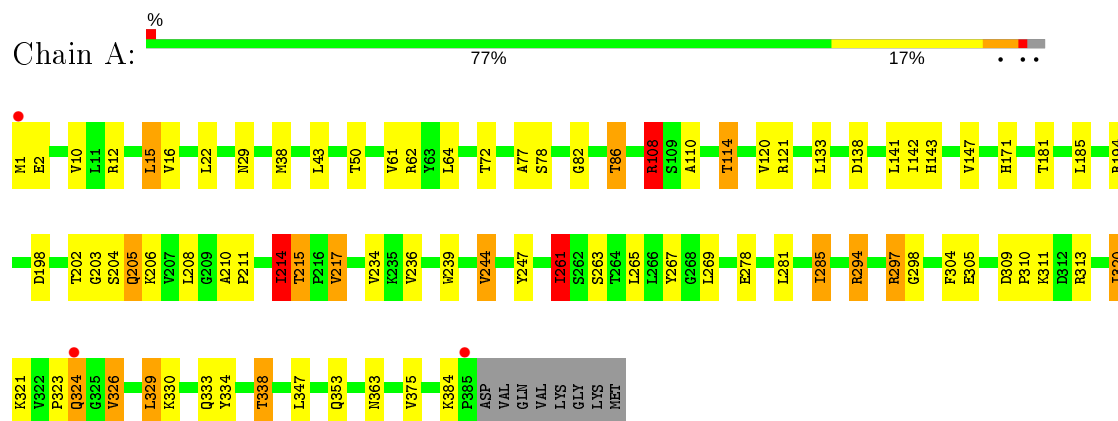 %
Chain A:
77% 17% . . .
M1 E2 V10 L11 R12 L15 V16 L22 N29 M38 L43 T50 V61 R62 Y63 L64 T72 A77 S78 G82 T86 R108 S109 A110 T114 V120 R121 L133 D138 L141 I142 H143 V147 H171 T181 L185
D198 T202 G203 S204 Q205 K206 V207 L208 G209 A210 P211 I214 T215 P216 V217 V234 K235 V236 W239 V244 Y247 I261 S262 S263 T264 L265 L266 Y267 G268 L269 E278 L281 I285 R294 R297 G298 F304 E305 D309 P310 K311 D312 R313
K321 V322 P323 Q324 G325 V326 L329 K330 Q333 Y334 T338 L347 Q353 N363 V375 K384 P385 ASP VAL GLN VAL LYS GLY LYS MET